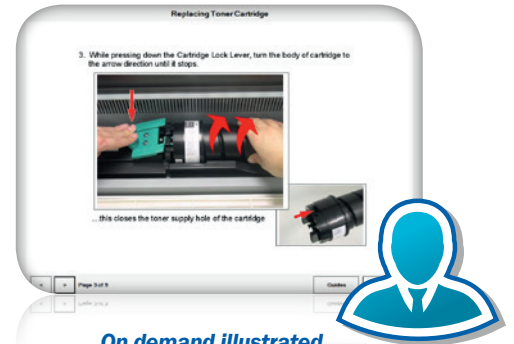 Replacing Toner Cartridge
3. While pressing down the Cartridge Lock Lever, turn the body of cartridge to
the arrow direction until it stops.
...this closes the toner supply hole of the cartridge
< > Page 3 of 5 Guides
On demand illustrated